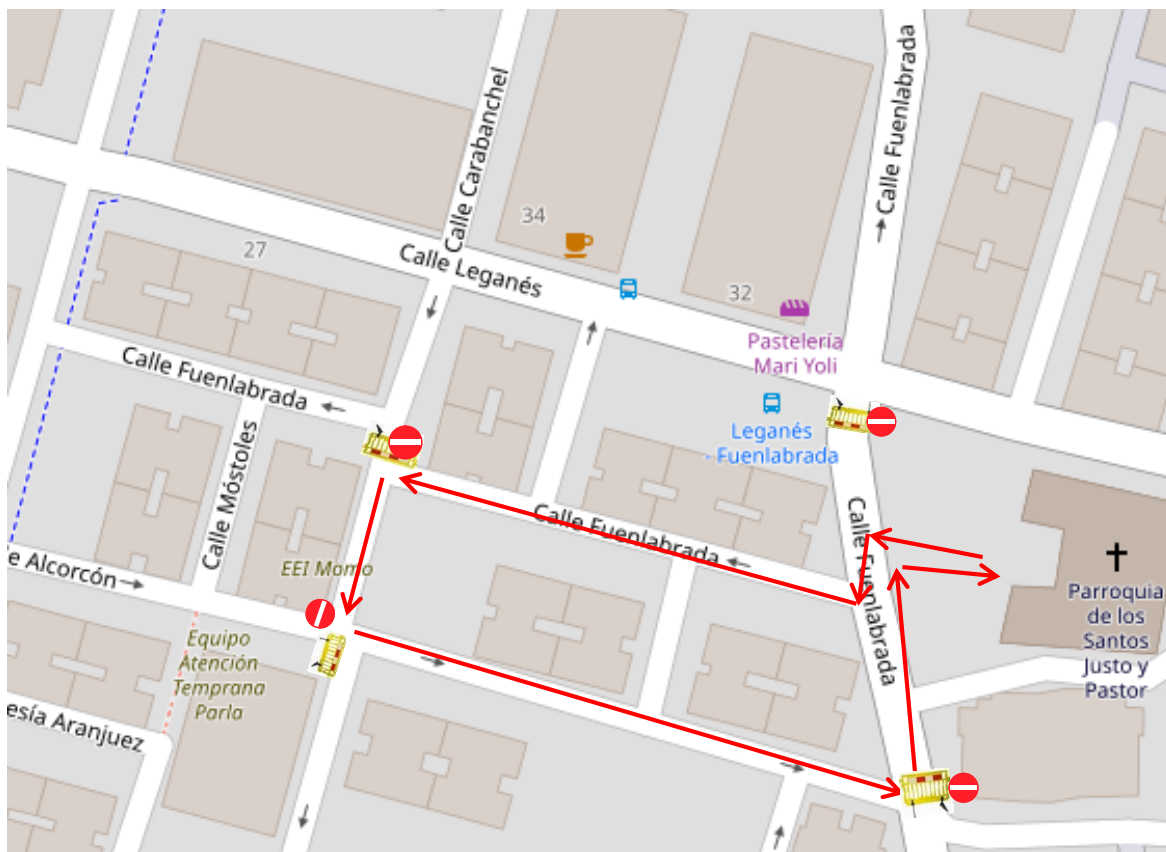 Calle Fuenlabrada
Calle Carabanchel
34
27
Calle Leganés
32
Pastelería
Mari Yoli
Calle Fuenlabrada
Leganés
- Fuenlabrada
Calle Móstoles
Calle Fuenlabrada
Calle Fuenlabrada
e Alcorcón
EEI Momo
Parroquia
de los
Santos
Justo y
Pastor
Equipo
Atención
Temprana
Parla
esía Aranjuez